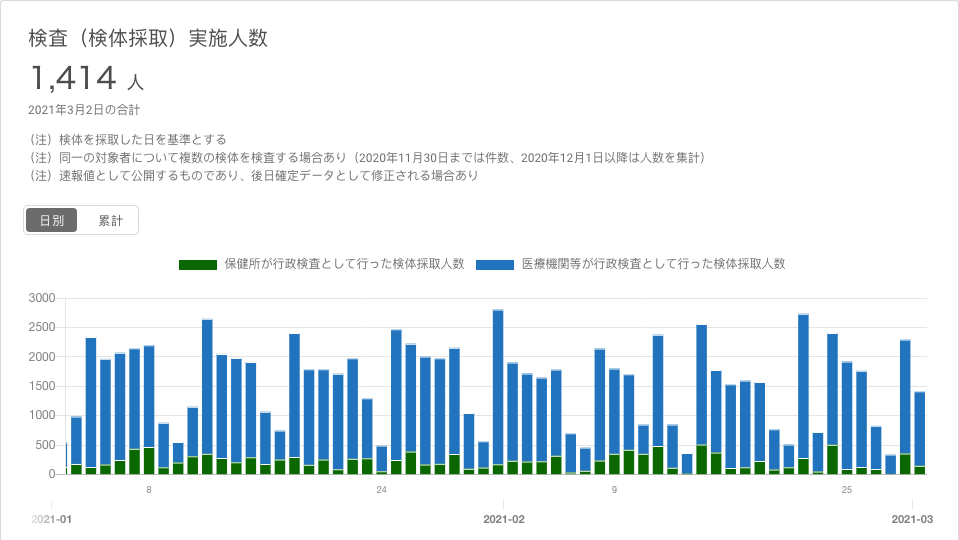 検査（検体採取）実施人数
1,414 人
2021年3月2日の合計
（注）検体を採取した日を基準とする
（注）同一の対象者について複数の検体を検査する場合あり（2020年11月30日までは件数、2020年12月1日以降は人数を集計）
（注）速報値として公開するものであり、後日確定データとして修正される場合あり
日別 累計
保健所が行政検査として行った検体採取人数 医療機関等が行政検査として行った検体採取人数
3000
2500
2000
1500
1000
500
0
8 24 9 25
2021-01 2021-02 2021-03